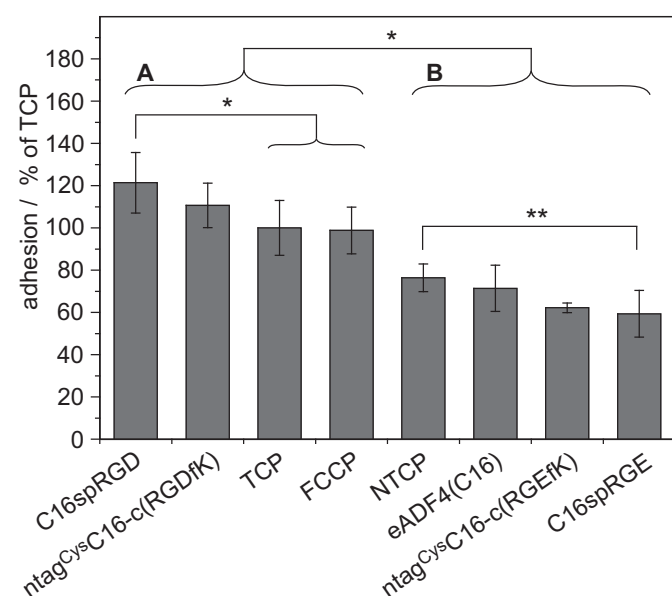 *
A
B
*
**
adhesion / % of TCP
180
160
140
120
100
80
60
40
20
0
C16spRGD
ntagCysC16-c(RGDfK)
TCP
FCCP
NTCP
eADF4(C16)
ntagCysC16-c(RGEfK)
C16spRGE